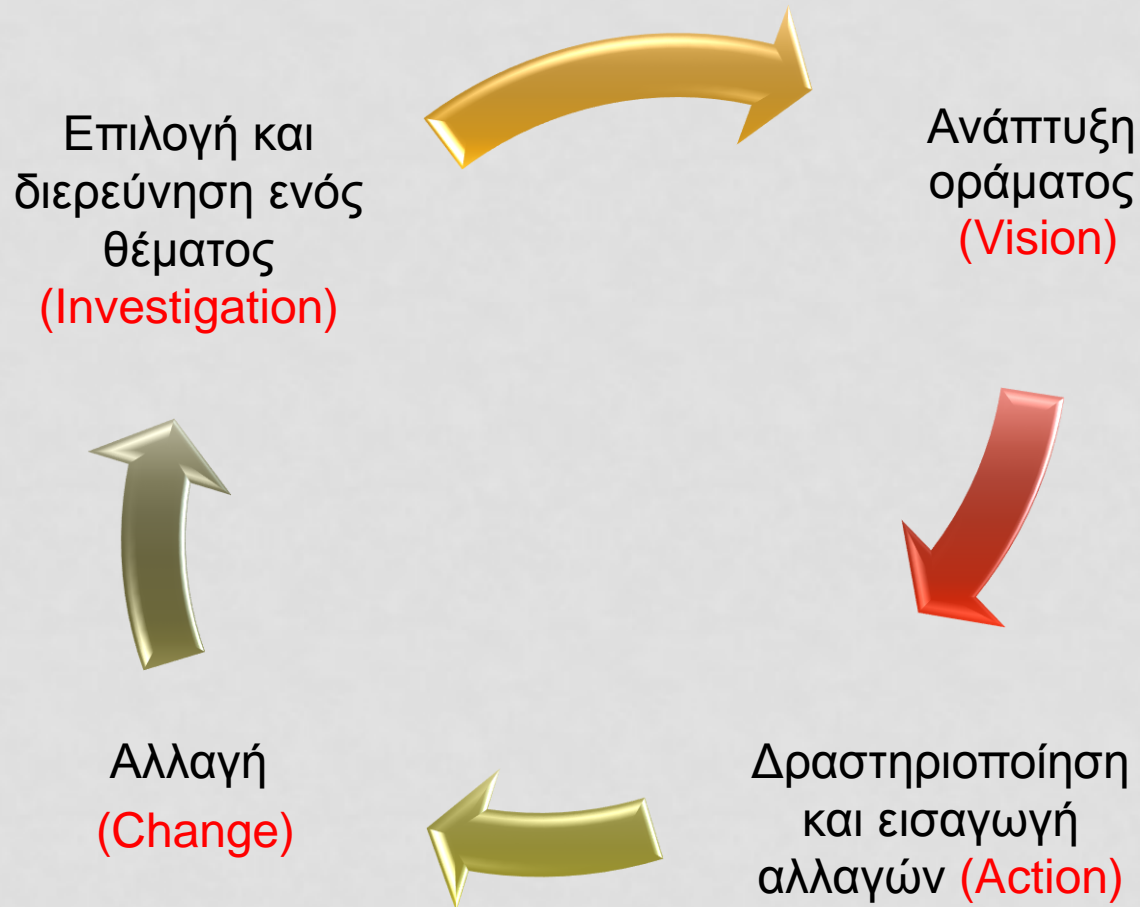 Επιλογή και
διερεύνηση ενός
θέματος
(Investigation)
Ανάπτυξη
οράματος
(Vision)
Δραστηριοποίηση
και εισαγωγή
αλλαγών (Action)
Αλλαγή
(Change)